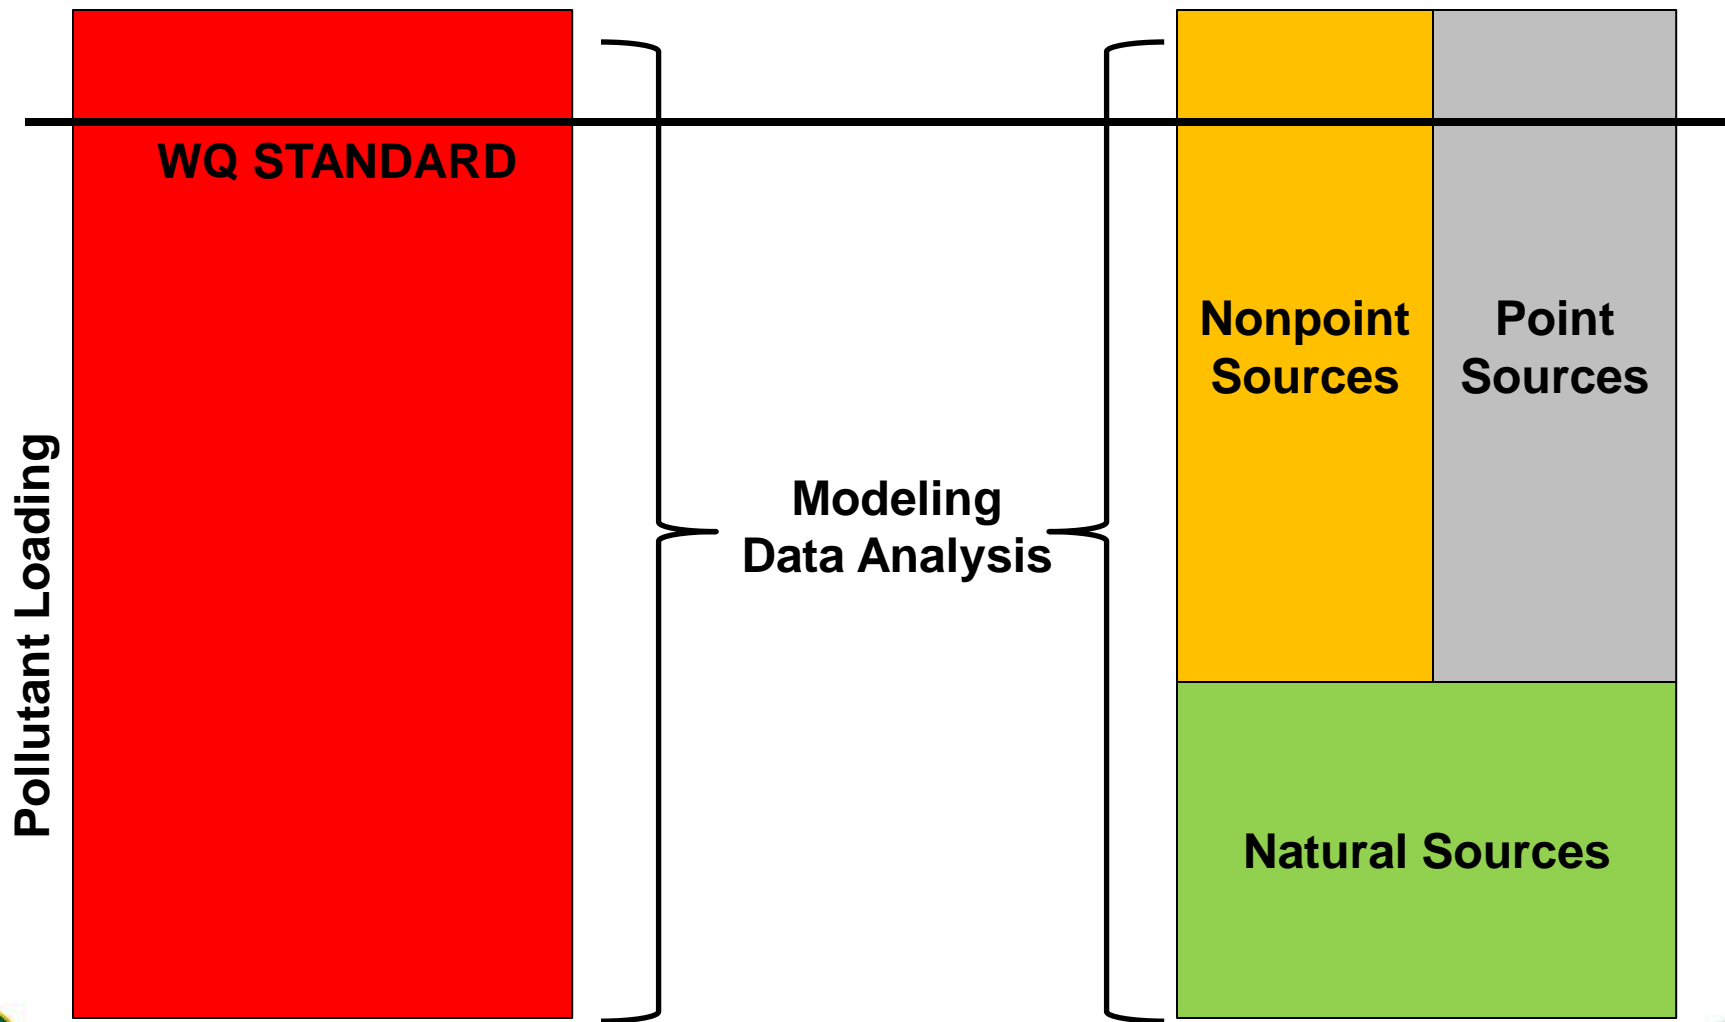 WQ STANDARD
Pollutant Loading
Modeling
Data Analysis
Nonpoint
Sources
Point
Sources
Natural Sources